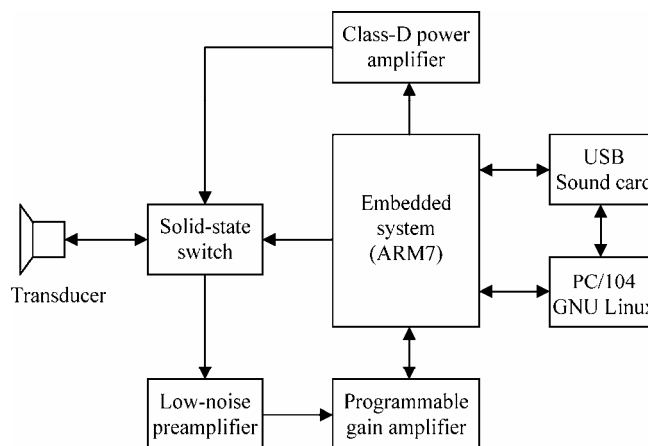 Class-D power
amplifier
Embedded
system
(ARM7)
USB
Sound card
Solid-state
switch
Transducer
PC/104
GNU Linux
Low-noise
preamplifier
Programmable
gain amplifier